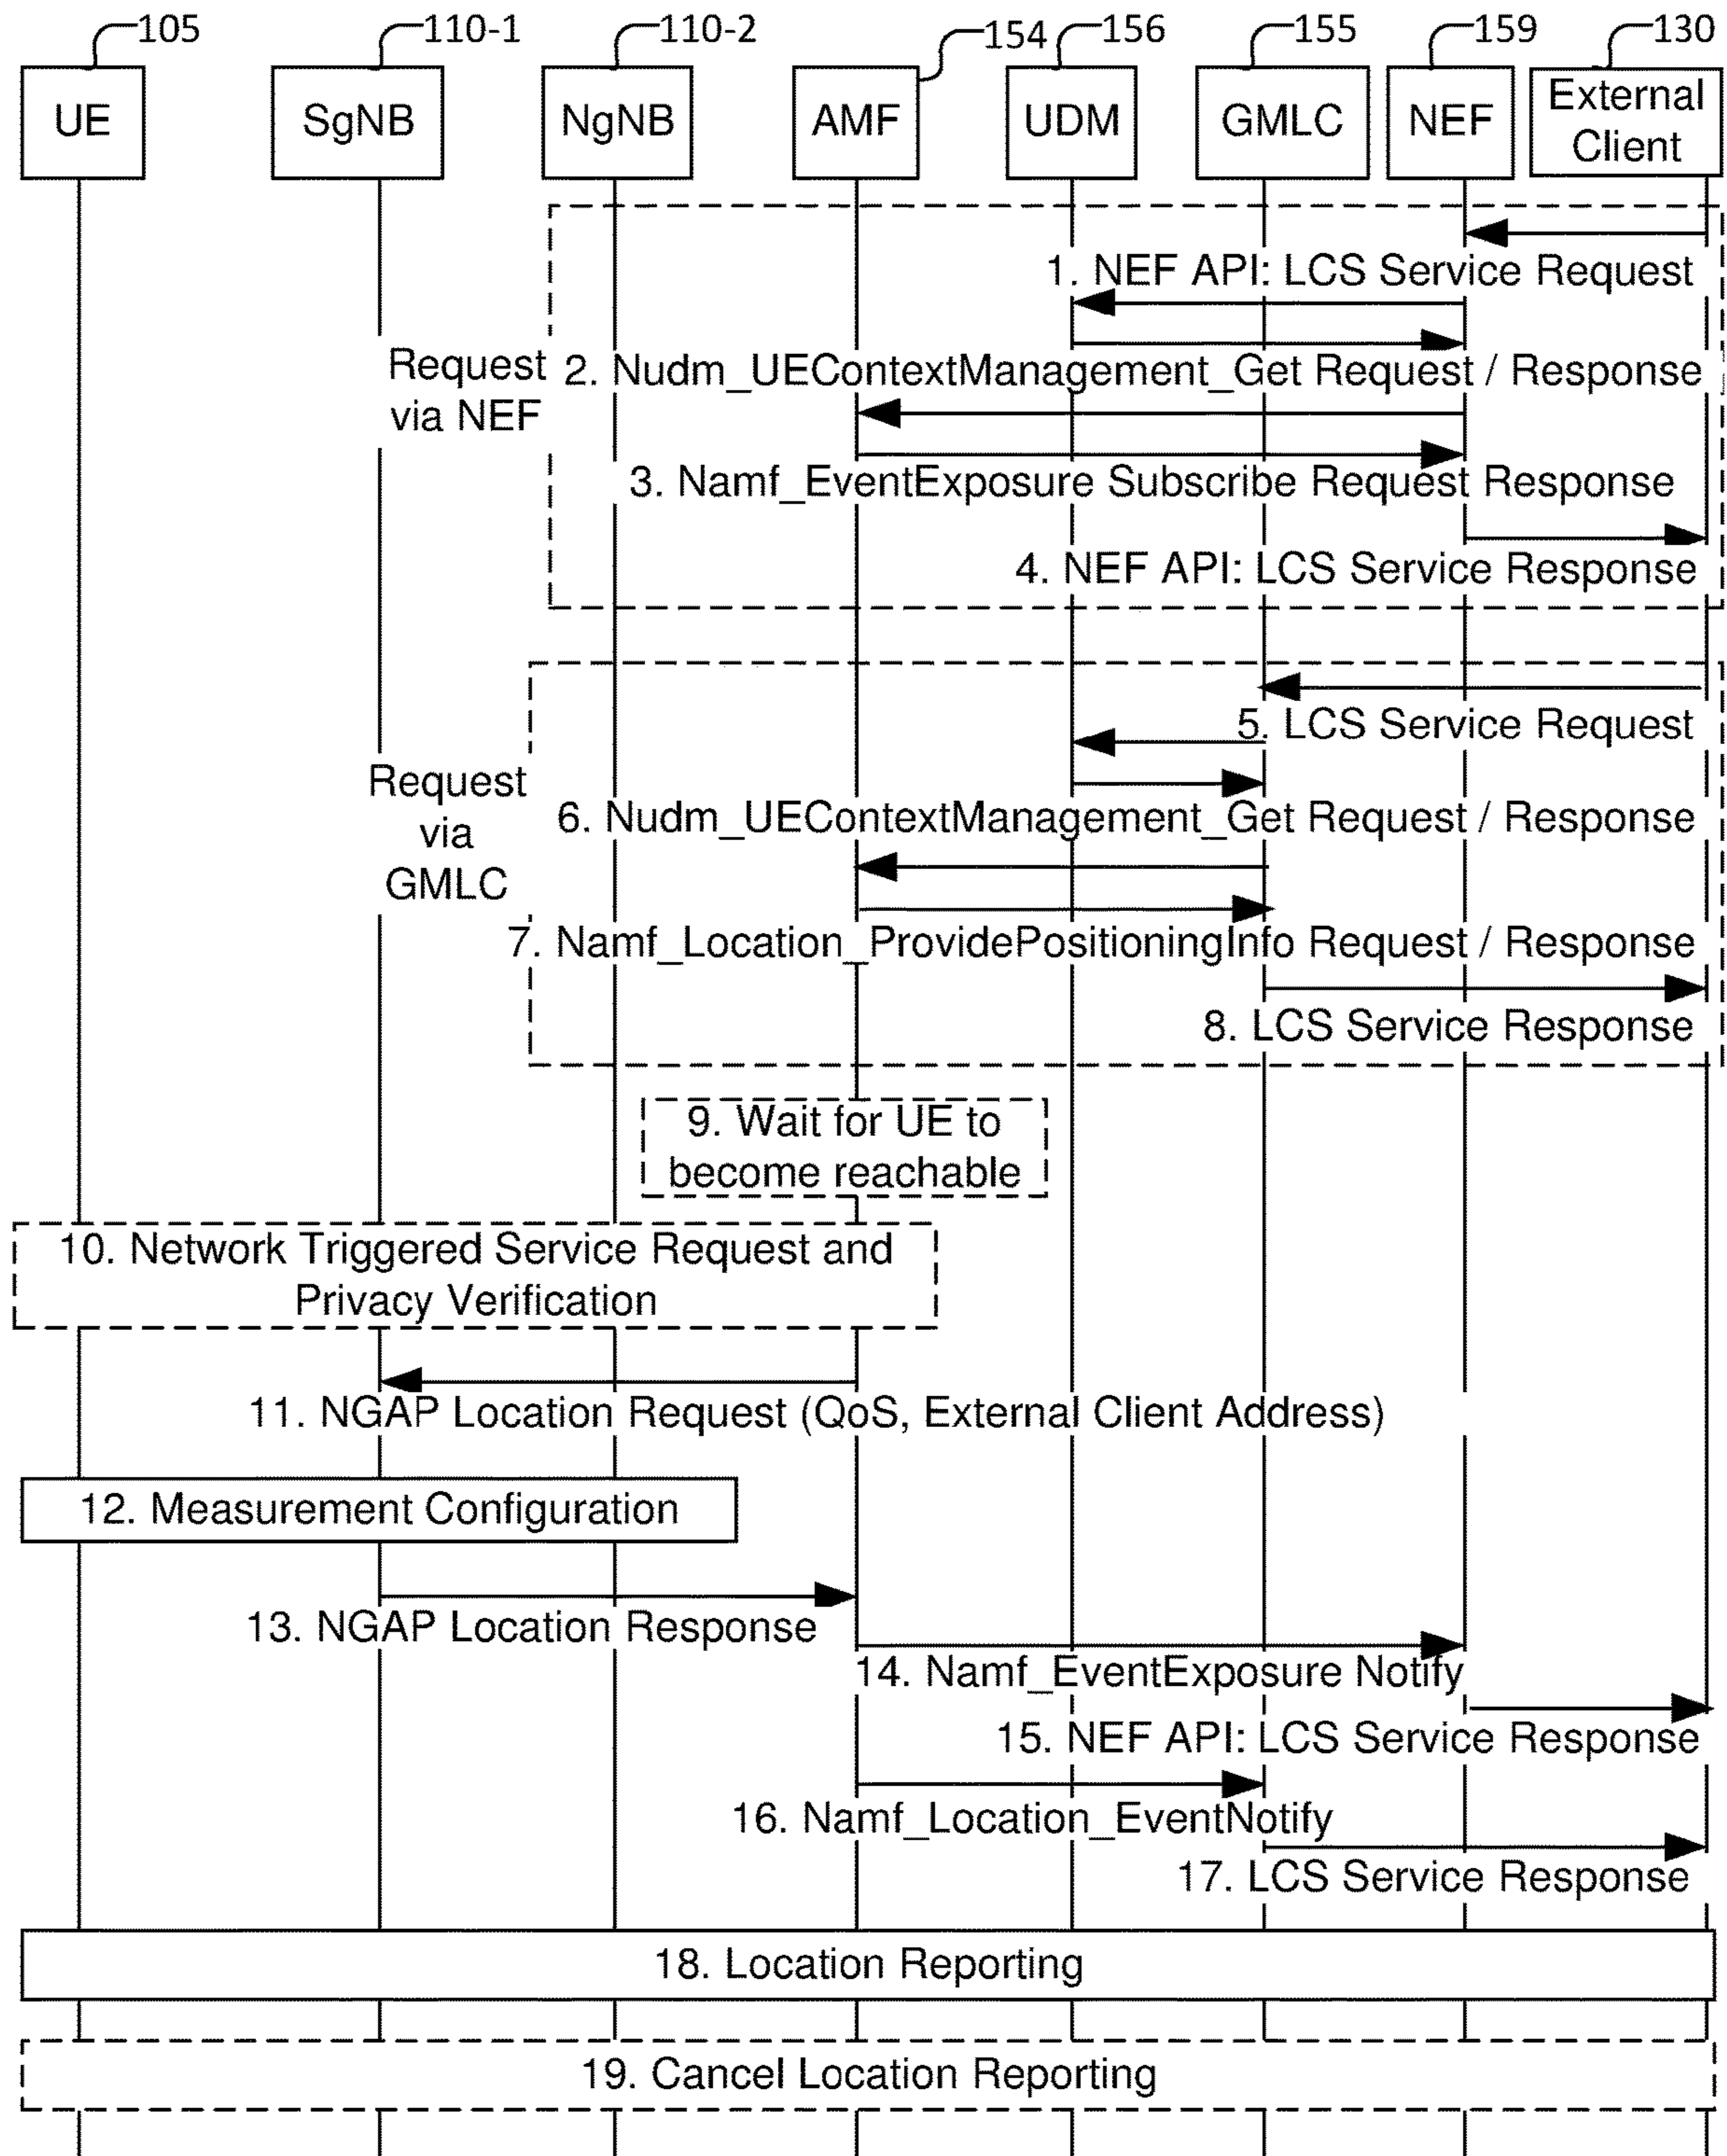 105
110-1
110-2
154
156
155
159
130
UE
SgNB
NgNB
AMF
UDM
GMLC
NEF
External
Client
1. NEF API: LCS Service Request
Request
via NEF
2. Nudm_UEContextManagement_Get Request / Response
3. Namf_EventExposure Subscribe Request Response
4. NEF API: LCS Service Response
5. LCS Service Request
Request
via
GMLC
6. Nudm_UEContextManagement_Get Request / Response
7. Namf_Location_ProvidePositioningInfo Request / Response
8. LCS Service Response
9. Wait for UE to
become reachable
10. Network Triggered Service Request and
Privacy Verification
11. NGAP Location Request (QoS, External Client Address)
12. Measurement Configuration
13. NGAP Location Response
14. Namf_EventExposure Notify
15. NEF API: LCS Service Response
16. Namf_Location_EventNotify
17. LCS Service Response
18. Location Reporting
19. Cancel Location Reporting